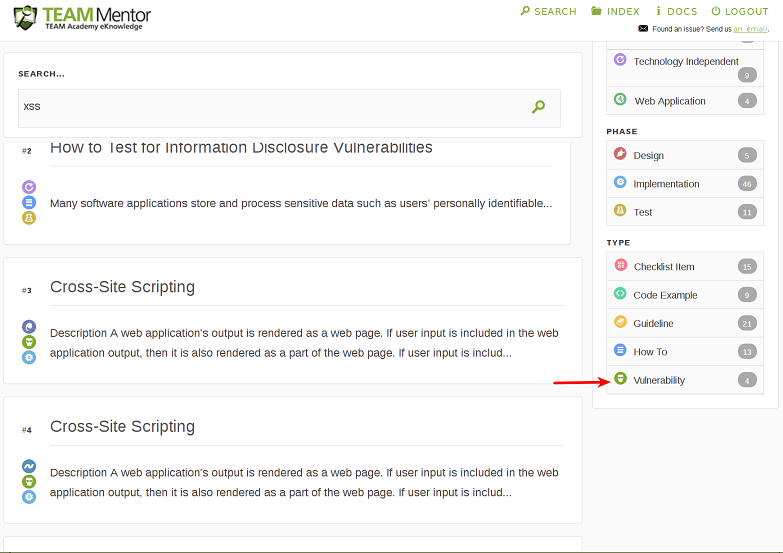 TEAM Mentor
TEAM Academy eKnowledge
SEARCH
INDEX
DOCS
LOGOUT
Found an issue? Send us an email.
SEARCH...
XSS
#2
How to Test for Information Disclosure Vulnerabilities
Many software applications store and process sensitive data such as users' personally identifiable...
#3
Cross-Site Scripting
Description A web application's output is rendered as a web page. If user input is included in the web
application output, then it is also rendered as a part of the web page. If user input is includ...
#4
Cross-Site Scripting
Description A web application's output is rendered as a web page. If user input is included in the web
application output, then it is also rendered as a part of the web page. If user input is includ...
Technology Independent
9
Web Application 4
PHASE
Design 5
Implementation 46
Test 11
TYPE
Checklist Item 15
Code Example 9
Guideline 21
How To 13
Vulnerability 4